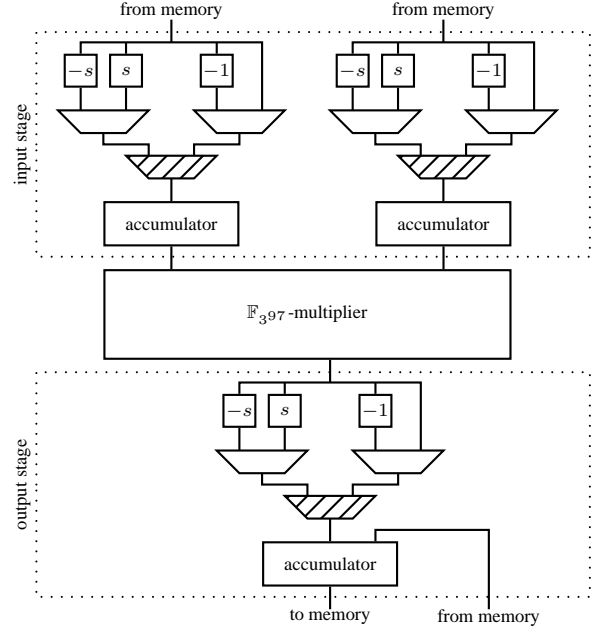 from memory from memory
−s s −1 −s s −1
input stage
accumulator accumulator
𝔽₃⁹⁷-multiplier
−s s −1
output stage
accumulator
to memory from memory